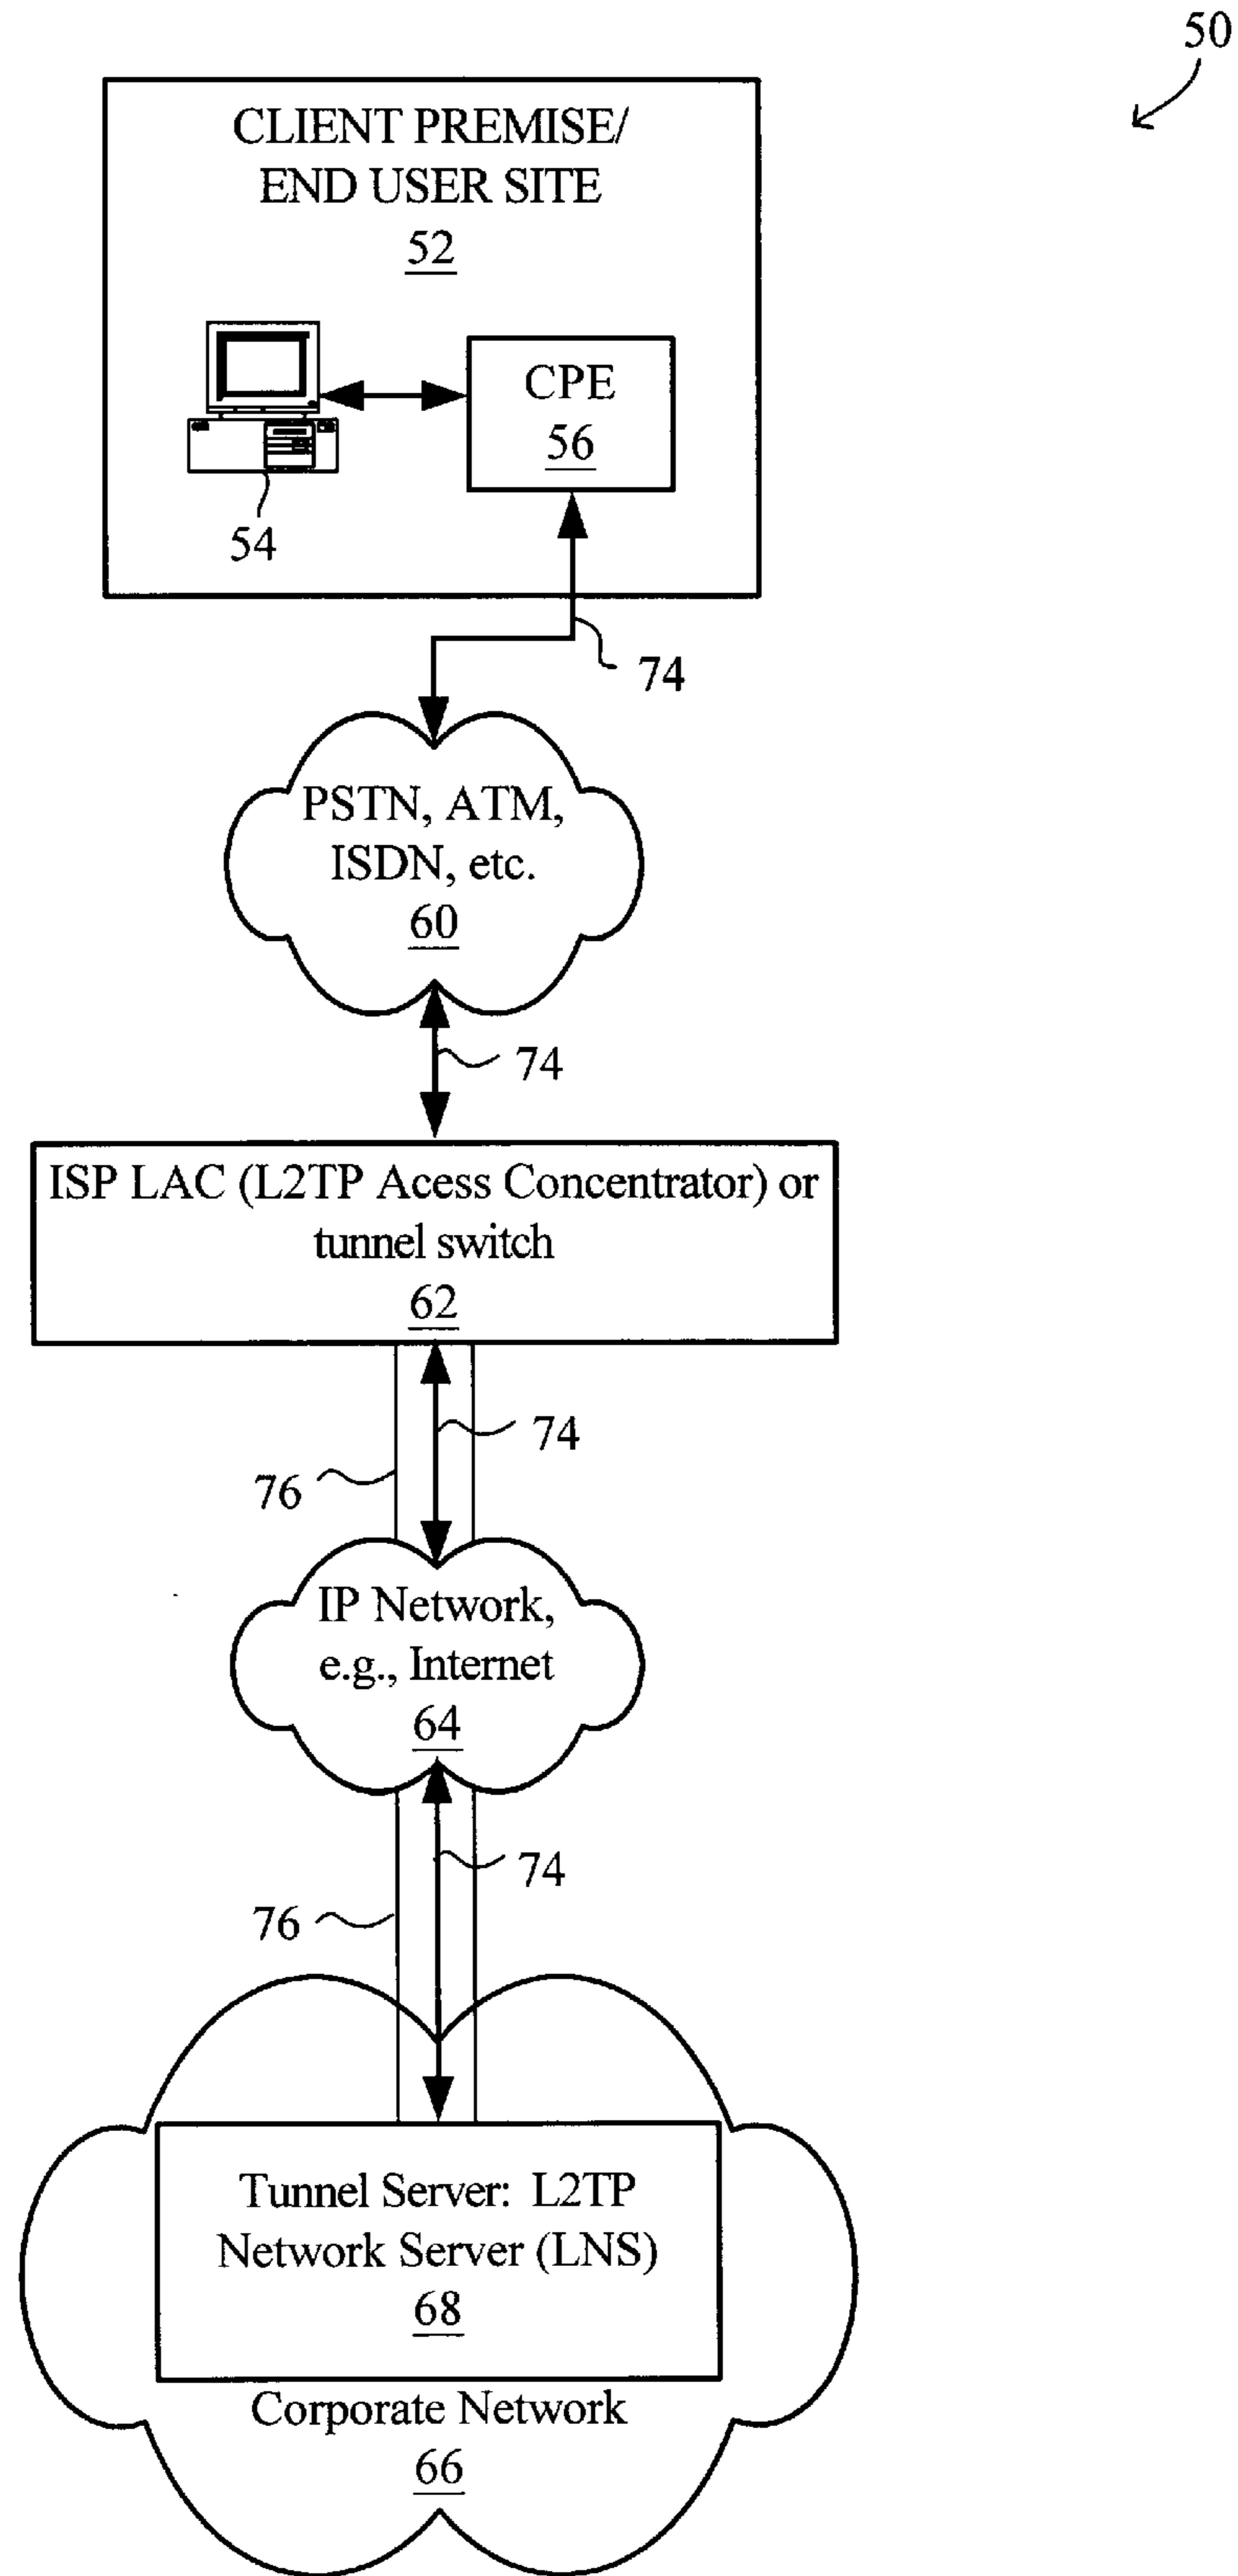 50
CLIENT PREMISE/
END USER SITE
52
CPE
56
54
74
PSTN, ATM,
ISDN, etc.
60
74
ISP LAC (L2TP Acess Concentrator) or
tunnel switch
62
74
76
IP Network,
e.g., Internet
64
74
76
Tunnel Server: L2TP
Network Server (LNS)
68
Corporate Network
66